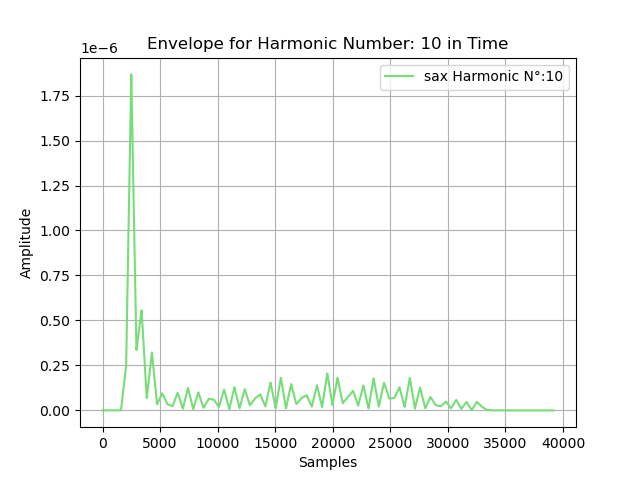 Envelope for Harmonic Number: 10 in Time
1e−6
sax Harmonic N°:10
1.75
1.50
1.25
1.00
0.75
0.50
0.25
0.00
Amplitude
0 5000 10000 15000 20000 25000 30000 35000 40000
Samples